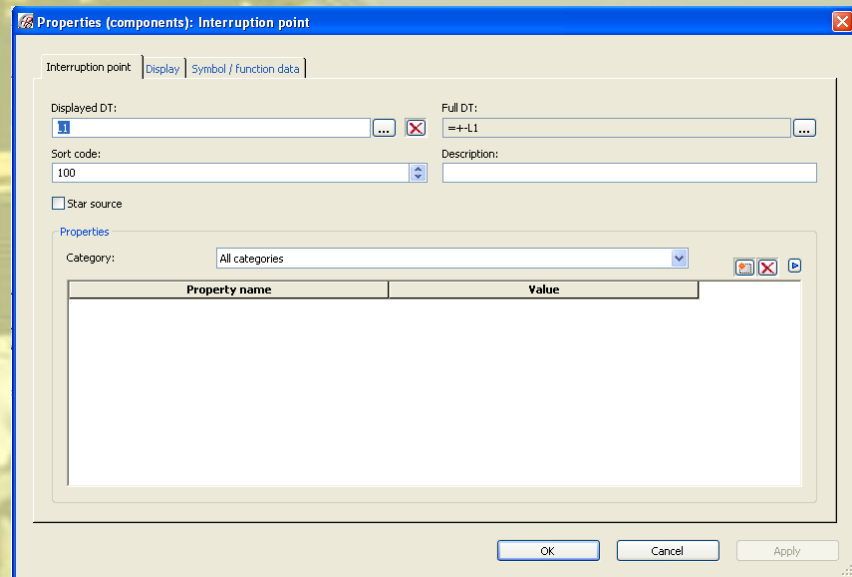 Properties (components): Interruption point
Interruption point Display Symbol / function data
Displayed DT: Full DT:
L1 ... =+-L1 ...
Sort code: Description:
100
Star source
Properties
Category: All categories
Property name Value
OK Cancel Apply